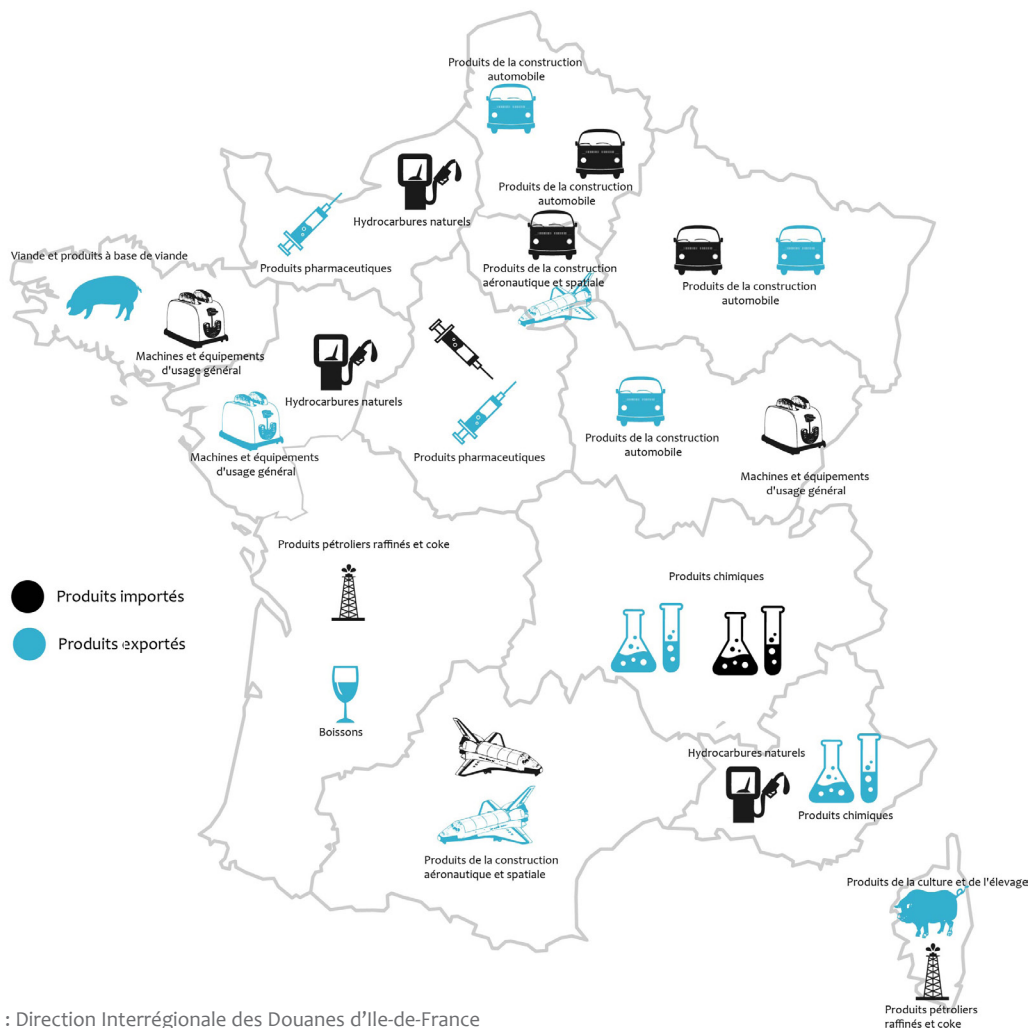 Produits de la construction
automobile
Produits de la construction
automobile
Hydrocarbures naturels
Produits pharmaceutiques
Produits de la construction
aéronautique et spatiale
Produits de la construction
automobile
Viande et produits à base de viande
Machines et équipements
d'usage général
Hydrocarbures naturels
Machines et équipements
d'usage général
Produits pharmaceutiques
Produits de la construction
automobile
Machines et équipements
d'usage général
Produits pétroliers raffinés et coke
Produits chimiques
Produits importés
Produits exportés
Boissons
Hydrocarbures naturels
Produits chimiques
Produits de la construction
aéronautique et spatiale
Produits de la culture et de l'élevage
Produits pétroliers
raffinés et coke
: Direction Interrégionale des Douanes d'Ile-de-France